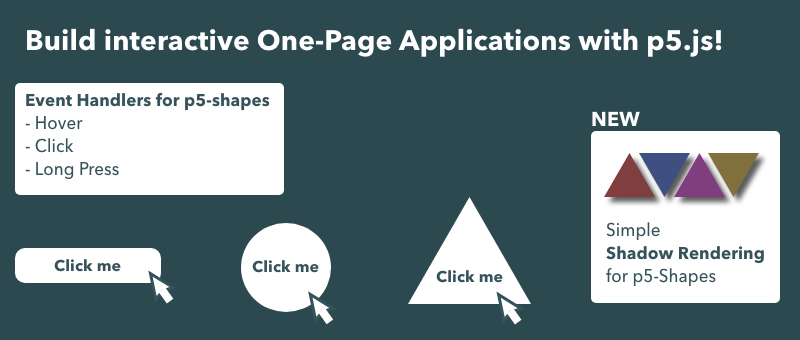 Build interactive One-Page Applications with p5.js!
Event Handlers for p5-shapes
- Hover
- Click
- Long Press
NEW
Simple
Shadow Rendering
for p5-Shapes
Click me
Click me
Click me